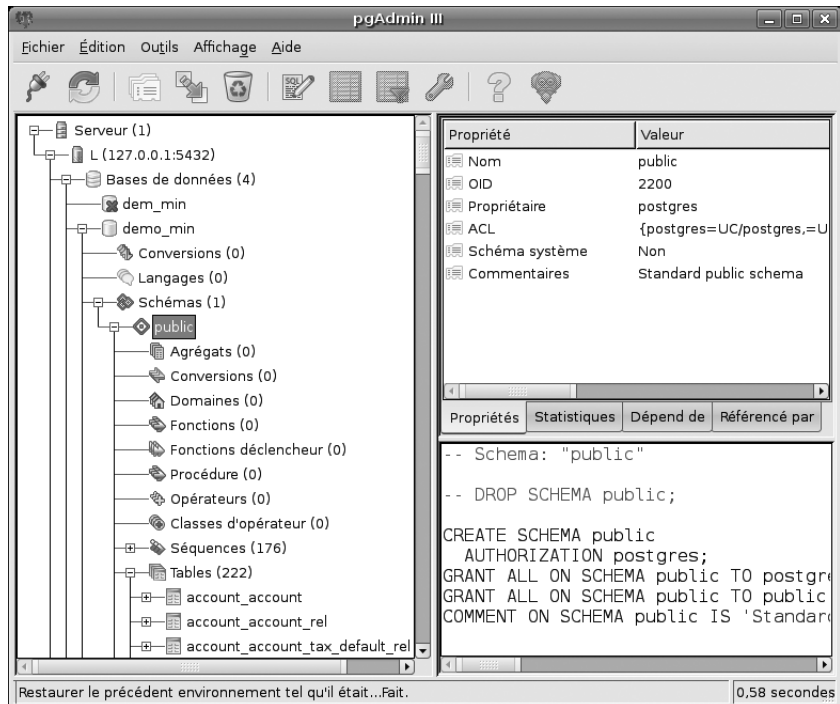 pgAdmin III
Fichier Édition Outils Affichage Aide
SQL
Serveur (1)
L (127.0.0.1:5432)
Bases de données (4)
dem_min
demo_min
Conversions (0)
Langages (0)
Schémas (1)
public
Agrégats (0)
Conversions (0)
Domaines (0)
Fonctions (0)
Fonctions déclencheur (0)
Procédure (0)
Opérateurs (0)
Classes d'opérateur (0)
Séquences (176)
Tables (222)
account_account
account_account_rel
account_account_tax_default_rel
Propriété Valeur
Nom public
OID 2200
Propriétaire postgres
ACL {postgres=UC/postgres,=U
Schéma système Non
Commentaires Standard public schema
Propriétés Statistiques Dépend de Référencé par
-- Schema: "public"
-- DROP SCHEMA public;
CREATE SCHEMA public
AUTHORIZATION postgres;
GRANT ALL ON SCHEMA public TO postgre
GRANT ALL ON SCHEMA public TO public
COMMENT ON SCHEMA public IS 'Standard
Restaurer le précédent environnement tel qu'il était...Fait. 0,58 secondes